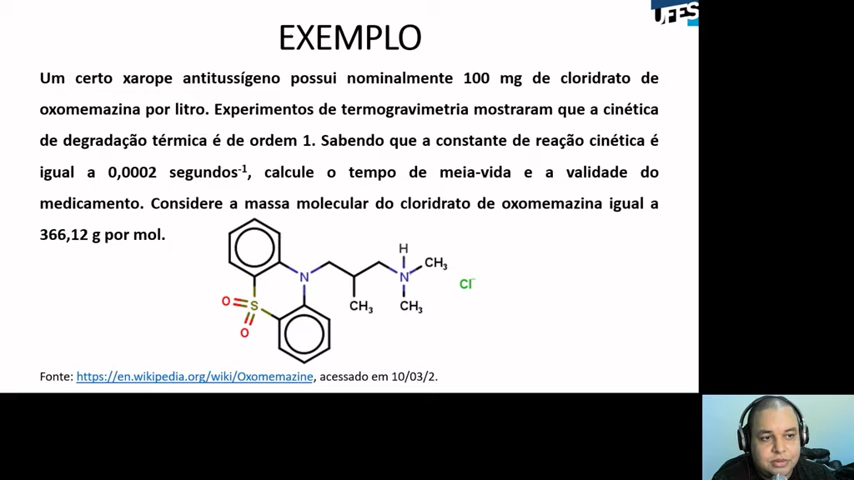 UFES
EXEMPLO
Um certo xarope antitussígeno possui nominalmente 100 mg de cloridrato de
oxomemazina por litro. Experimentos de termogravimetria mostraram que a cinética
de degradação térmica é de ordem 1. Sabendo que a constante de reação cinética é
igual a 0,0002 segundos⁻¹, calcule o tempo de meia-vida e a validade do
medicamento. Considere a massa molecular do cloridrato de oxomemazina igual a
366,12 g por mol.
H
N
N
CH₃
Cl⁻
O
S
CH₃
CH₃
O
Fonte: https://en.wikipedia.org/wiki/Oxomemazine, acessado em 10/03/2.